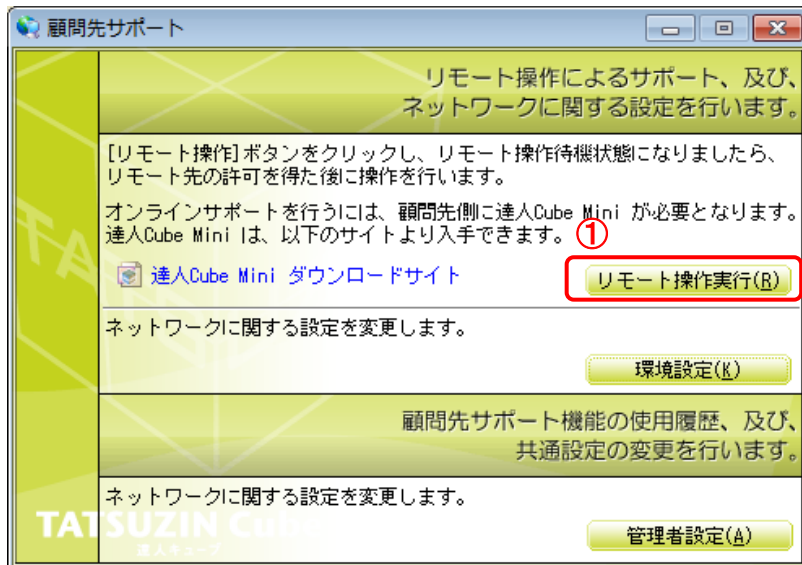 顧問先サポート
リモート操作によるサポート、及び、
ネットワークに関する設定を行います。
[リモート操作]ボタンをクリックし、リモート操作待機状態になりましたら、
リモート先の許可を得た後に操作を行います。
オンラインサポートを行うには、顧問先側に達人Cube Mini が必要となります。
達人Cube Mini は、以下のサイトより入手できます。 ①
達人Cube Mini ダウンロードサイト
リモート操作実行(R)
ネットワークに関する設定を変更します。
環境設定(K)
顧問先サポート機能の使用履歴、及び、
共通設定の変更を行います。
ネットワークに関する設定を変更します。
管理者設定(A)
TATSUZIN Cube
達人キューブ